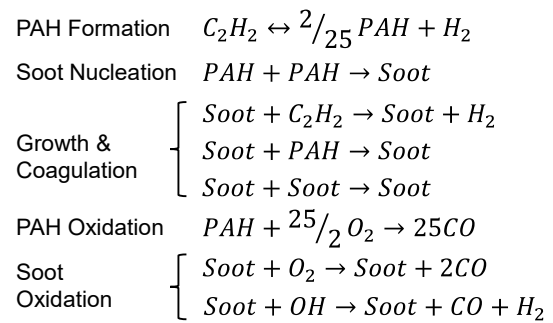 PAH Formation C₂H₂ ↔ 2/25 PAH + H₂
Soot Nucleation PAH + PAH → Soot
Growth & Coagulation
Soot + C₂H₂ → Soot + H₂
Soot + PAH → Soot
Soot + Soot → Soot
PAH Oxidation PAH + 25/2 O₂ → 25CO
Soot Oxidation
Soot + O₂ → Soot + 2CO
Soot + OH → Soot + CO + H₂